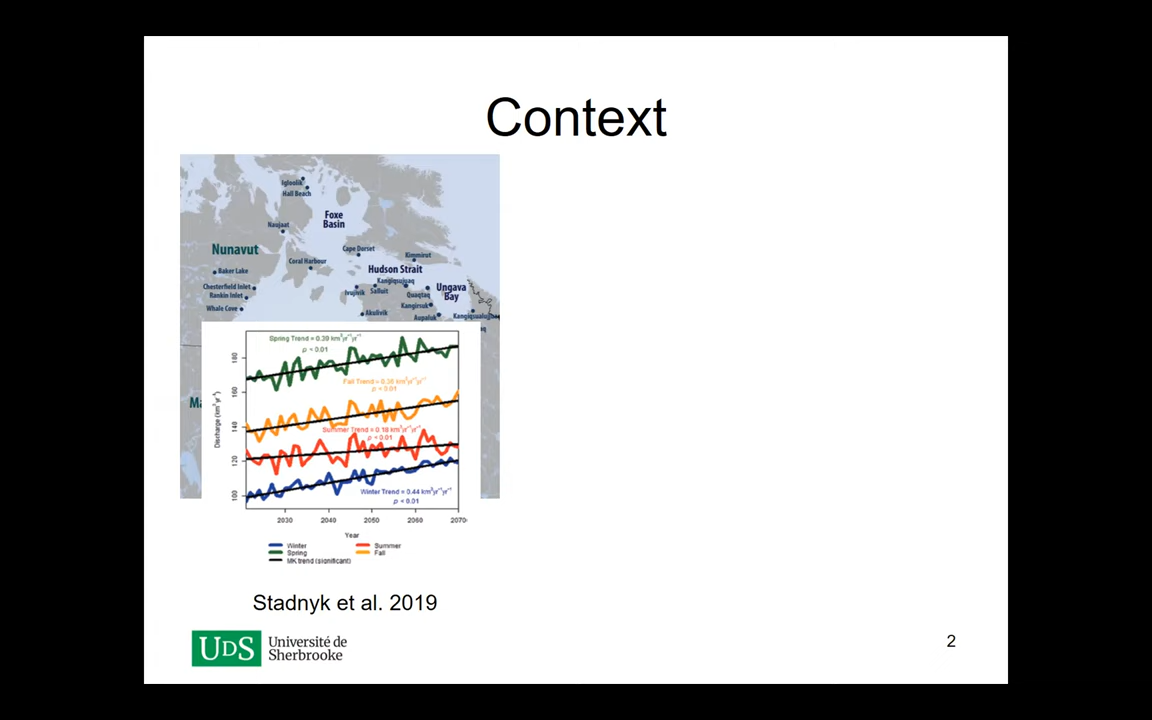 Context
Igloolik
Hall Beach
Foxe
Basin
Naujaat
Nunavut
Cape Dorset
Kimmirut
Coral Harbour
Hudson Strait
Baker Lake
Kangiqsujuaq
Chesterfield Inlet
Ivujivik
Salluit
Ungava
Bay
Rankin Inlet
Quaqtaq
Whale Cove
Kangirsuk
Akulivik
Aupaluk
Spring Trend = 0.39 km³yr⁻¹yr⁻¹
p < 0.01
Fall Trend = 0.36 km³yr⁻¹yr⁻¹
p < 0.01
Summer Trend = 0.18 km³yr⁻¹yr⁻¹
p < 0.01
Winter Trend = 0.44 km³yr⁻¹yr⁻¹
p < 0.01
Discharge (km³ yr⁻¹)
180
160
140
120
100
2030 2040 2050 2060 2070
Year
Winter Summer
Spring Fall
MK trend (significant)
Stadnyk et al. 2019
UDS Université de
Sherbrooke
2